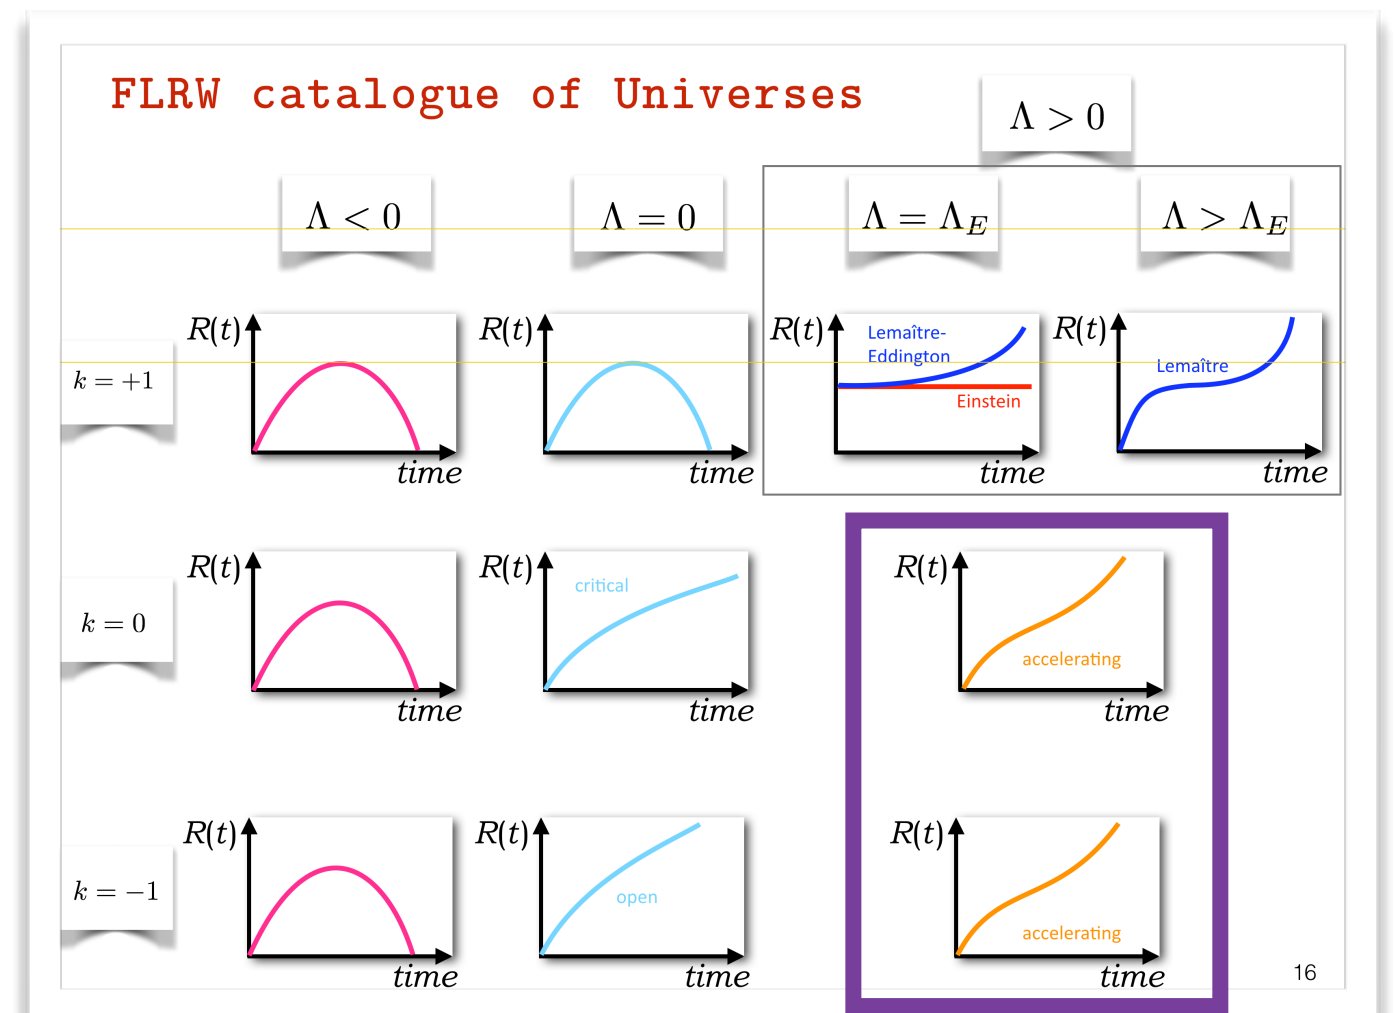 FLRW catalogue of Universes
Λ > 0
Λ < 0
Λ = 0
Λ = Λ_E
Λ > Λ_E
k = +1
R(t)
time
R(t)
time
R(t)
Lemaître-
Eddington
Einstein
time
R(t)
Lemaître
time
k = 0
R(t)
time
R(t)
critical
time
R(t)
accelerating
time
k = −1
R(t)
time
R(t)
open
time
R(t)
accelerating
time
16